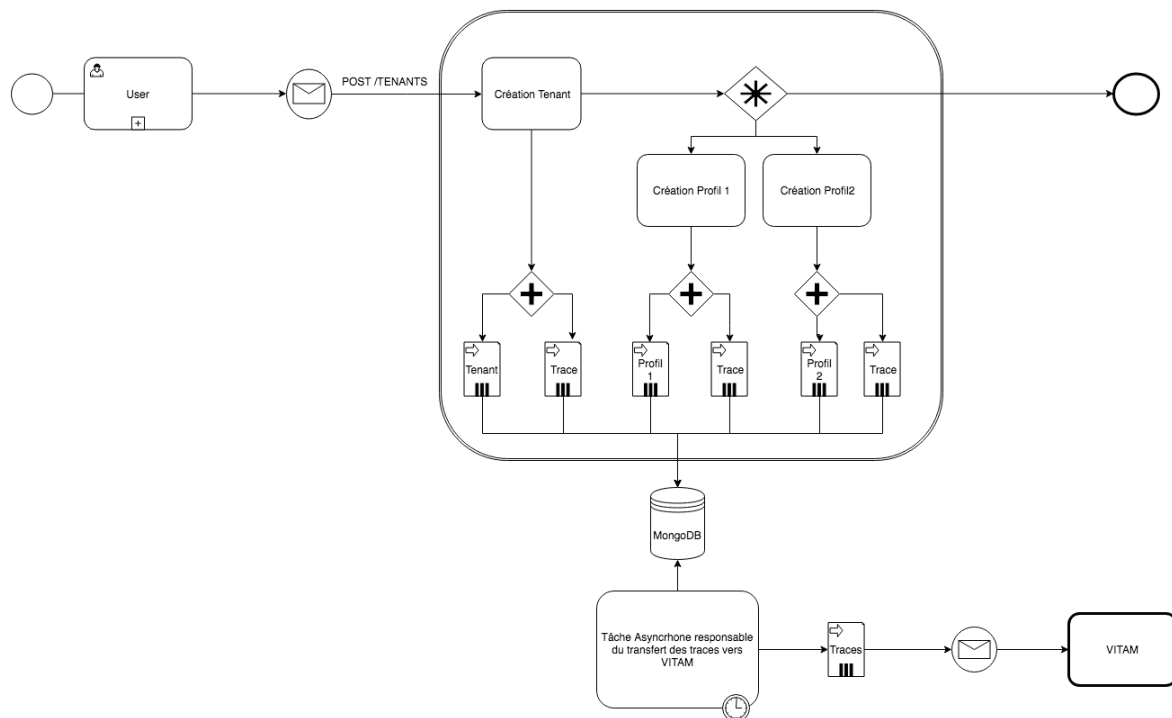 User
POST /TENANTS
Création Tenant
Création Profil 1
Création Profil2
Tenant
Trace
Profil
1
Trace
Profil
2
Trace
MongoDB
Tâche Asyncrhone responsable
du transfert des traces vers
VITAM
Traces
VITAM